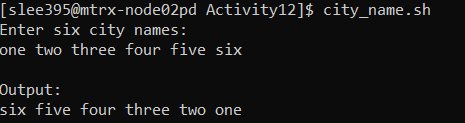 [slee395@mtrx-node02pd Activity12]$ city_name.sh
Enter six city names:
one two three four five six
Output:
six five four three two one